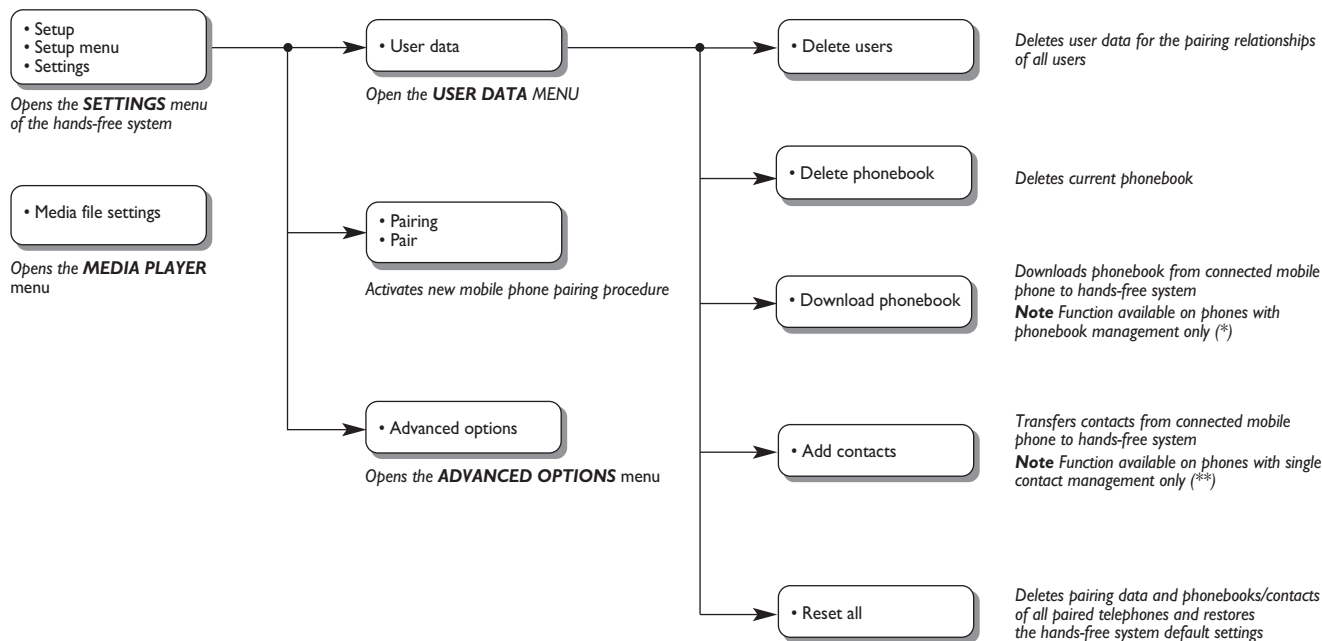 • Setup
• Setup menu
• Settings
Opens the SETTINGS menu
of the hands-free system
• Media file settings
Opens the MEDIA PLAYER
menu
• User data
Open the USER DATA MENU
• Pairing
• Pair
Activates new mobile phone pairing procedure
• Advanced options
Opens the ADVANCED OPTIONS menu
• Delete users
Deletes user data for the pairing relationships
of all users
• Delete phonebook
Deletes current phonebook
• Download phonebook
Downloads phonebook from connected mobile
phone to hands-free system
Note Function available on phones with
phonebook management only (*)
• Add contacts
Transfers contacts from connected mobile
phone to hands-free system
Note Function available on phones with single
contact management only (**)
• Reset all
Deletes pairing data and phonebooks/contacts
of all paired telephones and restores
the hands-free system default settings